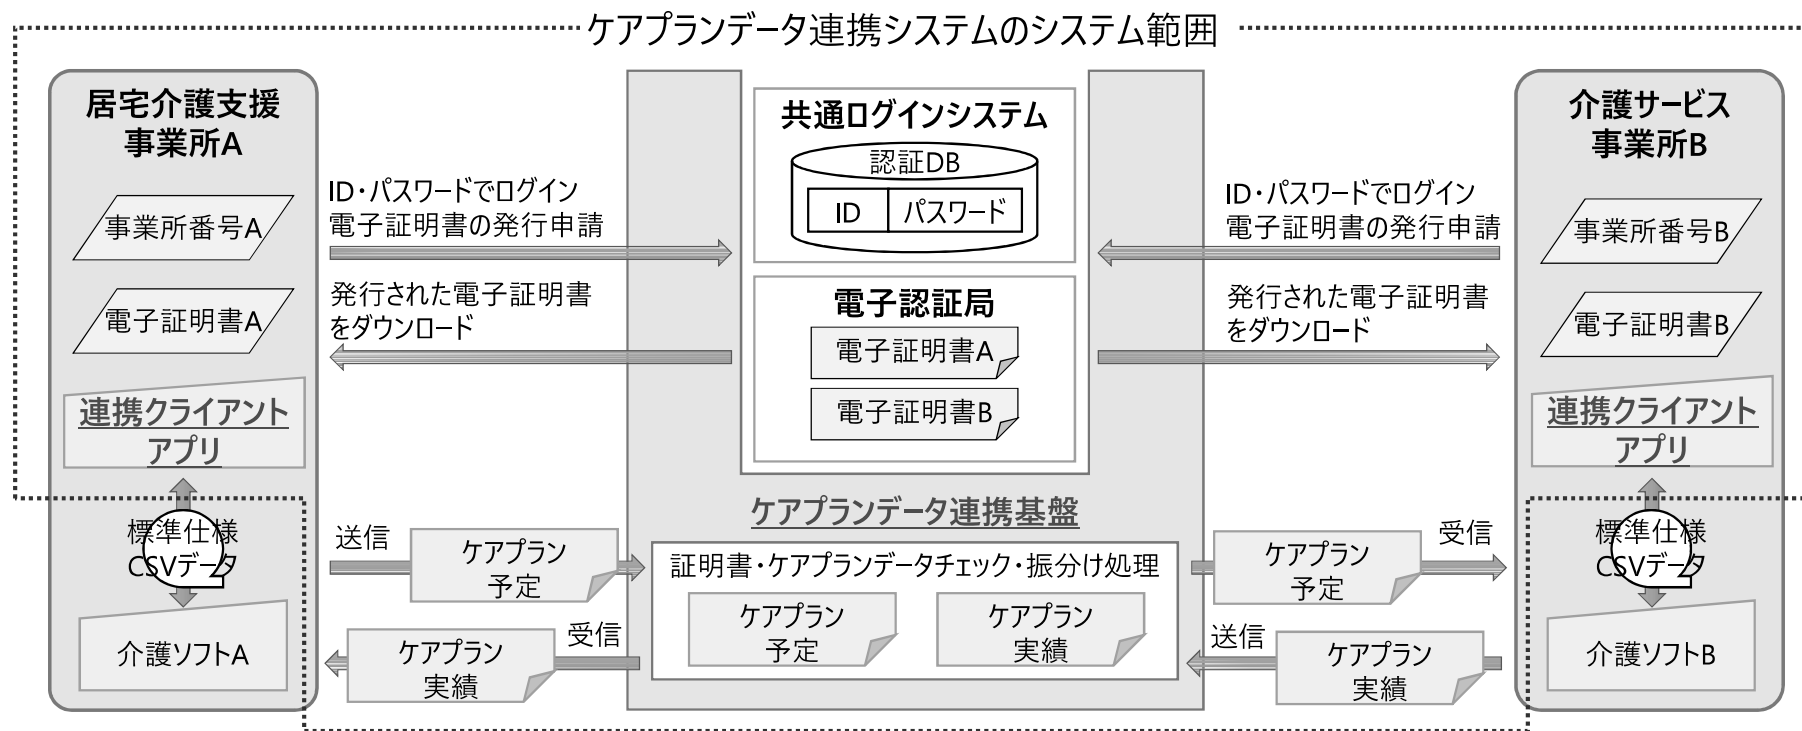 ケアプランデータ連携システムのシステム範囲
居宅介護支援
事業所A
事業所番号A
電子証明書A
連携クライアント
アプリ
標準仕様
CSVデータ
介護ソフトA
ID・パスワードでログイン
電子証明書の発行申請
発行された電子証明書
をダウンロード
送信
ケアプラン
予定
受信
ケアプラン
実績
共通ログインシステム
認証DB
ID
パスワード
電子認証局
電子証明書A
電子証明書B
ケアプランデータ連携基盤
証明書・ケアプランデータチェック・振分け処理
ケアプラン
予定
ケアプラン
実績
ID・パスワードでログイン
電子証明書の発行申請
発行された電子証明書
をダウンロード
ケアプラン
予定
受信
送信
ケアプラン
実績
介護サービス
事業所B
事業所番号B
電子証明書B
連携クライアント
アプリ
標準仕様
CSVデータ
介護ソフトB